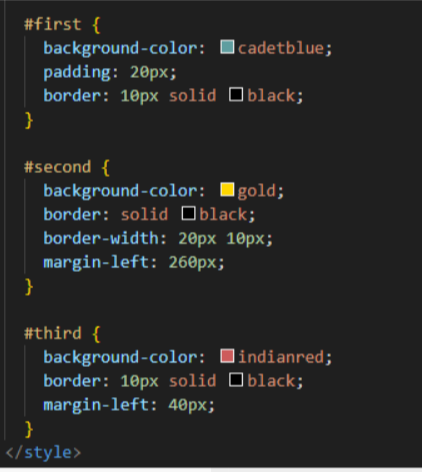 #first {
background-color: cadetblue;
padding: 20px;
border: 10px solid black;
}
#second {
background-color: gold;
border: solid black;
border-width: 20px 10px;
margin-left: 260px;
}
#third {
background-color: indianred;
border: 10px solid black;
margin-left: 40px;
}
</style>